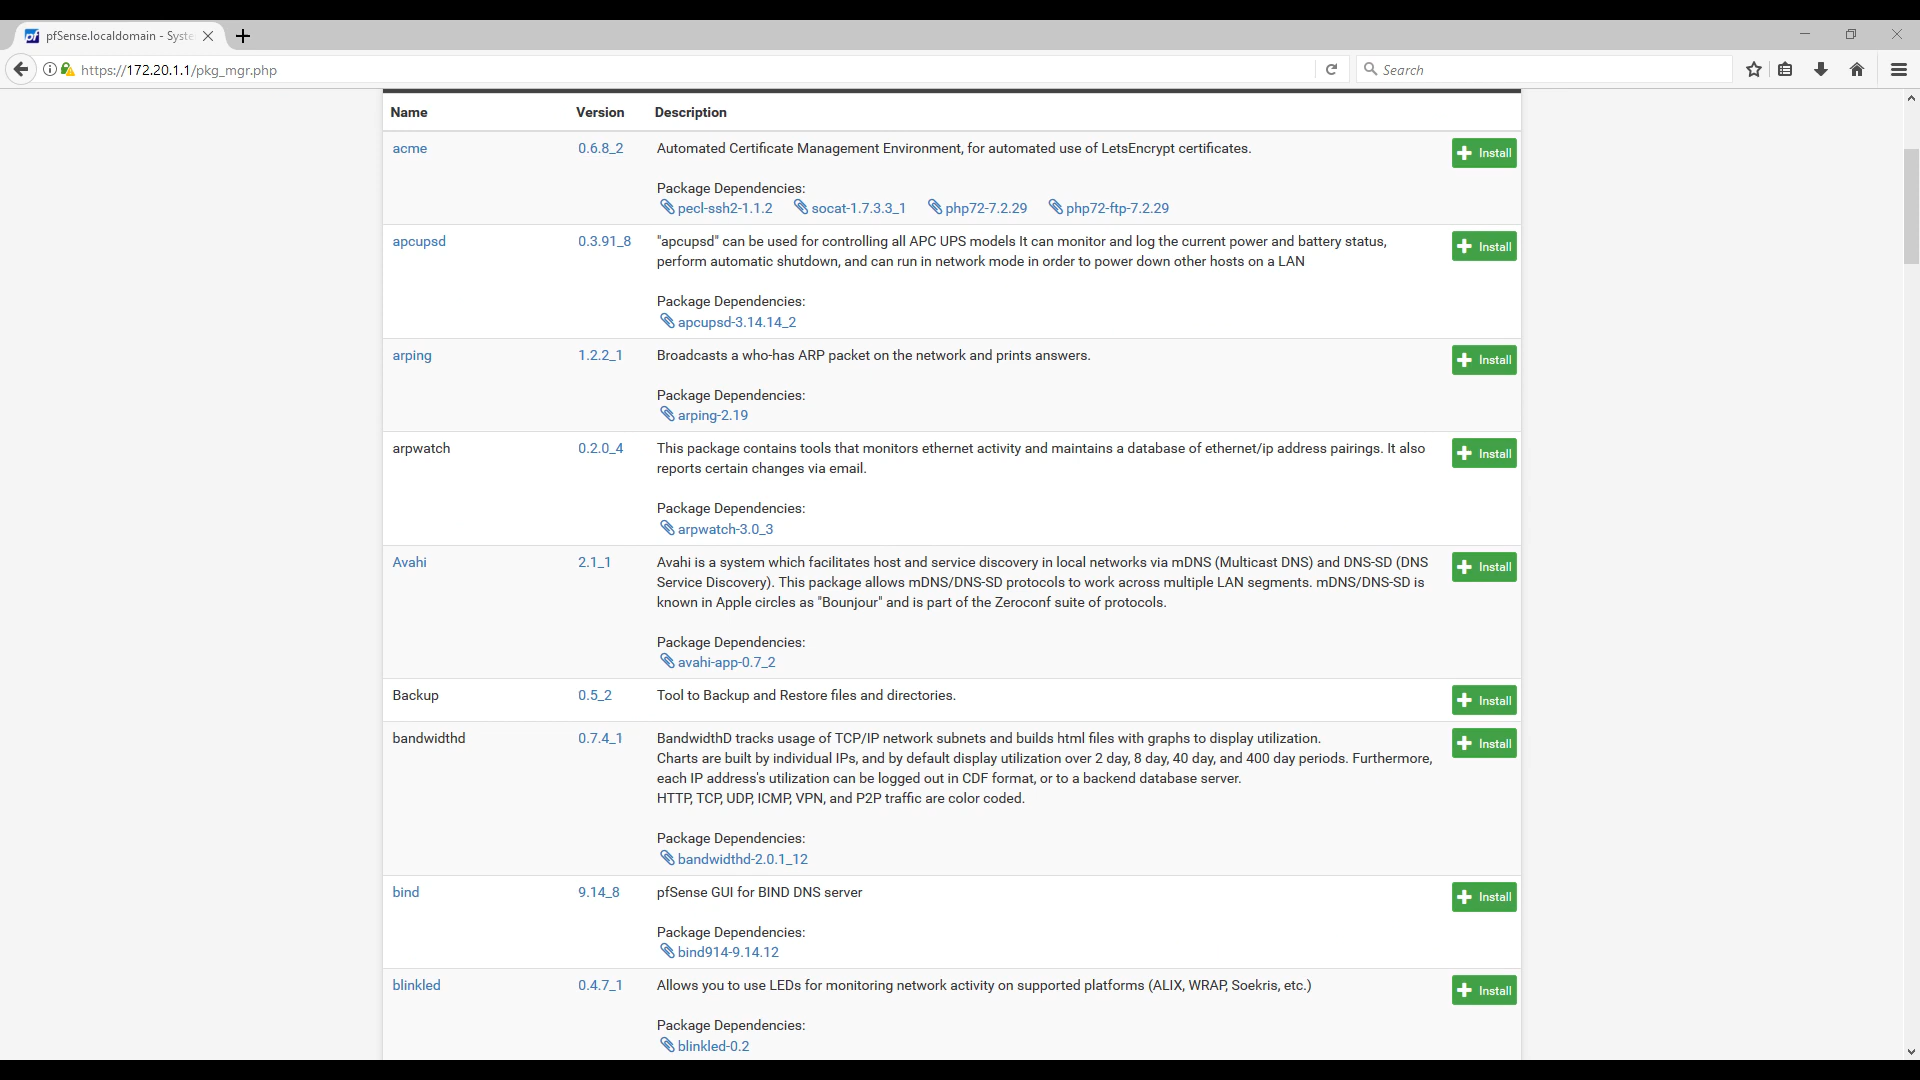 pfSense.localdomain - Syste
https://172.20.1.1/pkg_mgr.php
Search
Name Version Description
acme 0.6.8_2 Automated Certificate Management Environment, for automated use of LetsEncrypt certificates. Install
Package Dependencies:
pecl-ssh2-1.1.2 socat-1.7.3.3_1 php72-7.2.29 php72-ftp-7.2.29
apcupsd 0.3.91_8 "apcupsd" can be used for controlling all APC UPS models It can monitor and log the current power and battery status, Install
perform automatic shutdown, and can run in network mode in order to power down other hosts on a LAN
Package Dependencies:
apcupsd-3.14.14_2
arping 1.2.2_1 Broadcasts a who-has ARP packet on the network and prints answers. Install
Package Dependencies:
arping-2.19
arpwatch 0.2.0_4 This package contains tools that monitors ethernet activity and maintains a database of ethernet/ip address pairings. It also Install
reports certain changes via email.
Package Dependencies:
arpwatch-3.0_3
Avahi 2.1_1 Avahi is a system which facilitates host and service discovery in local networks via mDNS (Multicast DNS) and DNS-SD (DNS Install
Service Discovery). This package allows mDNS/DNS-SD protocols to work across multiple LAN segments. mDNS/DNS-SD is
known in Apple circles as "Bounjour" and is part of the Zeroconf suite of protocols.
Package Dependencies:
avahi-app-0.7_2
Backup 0.5_2 Tool to Backup and Restore files and directories. Install
bandwidthd 0.7.4_1 BandwidthD tracks usage of TCP/IP network subnets and builds html files with graphs to display utilization. Install
Charts are built by individual IPs, and by default display utilization over 2 day, 8 day, 40 day, and 400 day periods. Furthermore,
each IP address's utilization can be logged out in CDF format, or to a backend database server.
HTTP, TCP, UDP, ICMP, VPN, and P2P traffic are color coded.
Package Dependencies:
bandwidthd-2.0.1_12
bind 9.14_8 pfSense GUI for BIND DNS server Install
Package Dependencies:
bind914-9.14.12
blinkled 0.4.7_1 Allows you to use LEDs for monitoring network activity on supported platforms (ALIX, WRAP, Soekris, etc.) Install
Package Dependencies:
blinkled-0.2